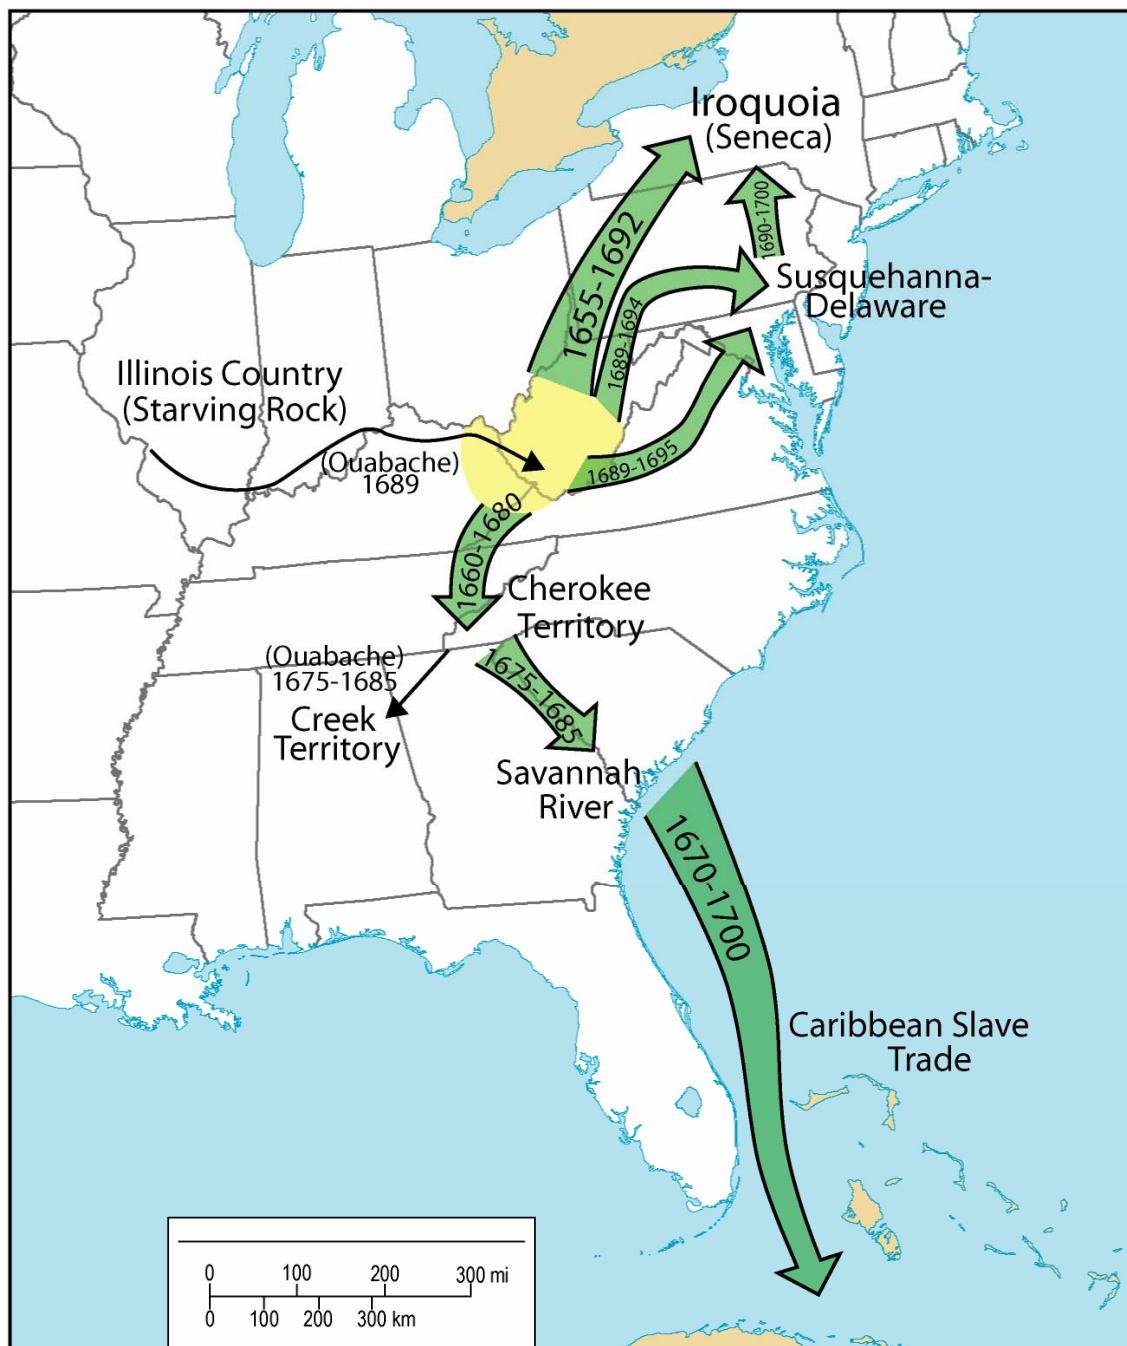 Iroquoia
(Seneca)
1655-1692
1690-1700
Susquehanna-
Delaware
1689-1694
Illinois Country
(Starving Rock)
(Ouabache)
1689
1689-1695
1660-1680
Cherokee
Territory
(Ouabache)
1675-1685
Creek
Territory
1675-1685
Savannah
River
1670-1700
Caribbean Slave
Trade
0 100 200 300 mi
0 100 200 300 km